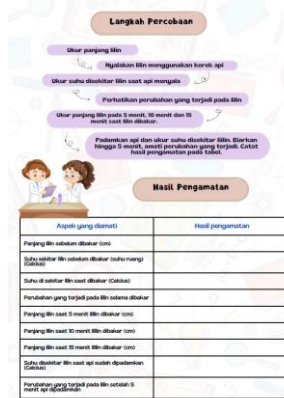 Langkah Percobaan
Ukur panjang lilin
Nyalakan lilin menggunakan korek api
Ukur suhu disekitar lilin saat api menyala
Perhatikan perubahan yang terjadi pada lilin
Ukur panjang lilin pada 5 menit, 10 menit dan 15
menit saat lilin dibakar.
Padamkan api dan ukur suhu disekitar lilin. Biarkan
hingga 5 menit, amati perubahan yang terjadi. Catat
hasil pengamatan pada tabel.
Hasil Pengamatan
Aspek yang diamati
Hasil pengamatan
Panjang lilin sebelum dibakar (cm)
Suhu sekitar lilin sebelum dibakar (suhu ruang)
(Celcius)
Suhu di sekitar lilin saat dibakar (Celcius)
Perubahan yang terjadi pada lilin selama dibakar
Panjang lilin saat 5 menit lilin dibakar (cm)
Panjang lilin saat 10 menit lilin dibakar (cm)
Panjang lilin saat 15 menit lilin dibakar (cm)
Suhu disekitar lilin saat api sudah dipadamkan
(Celcius)
Perubahan yang terjadi pada lilin setelah 5
menit api dipadamkan